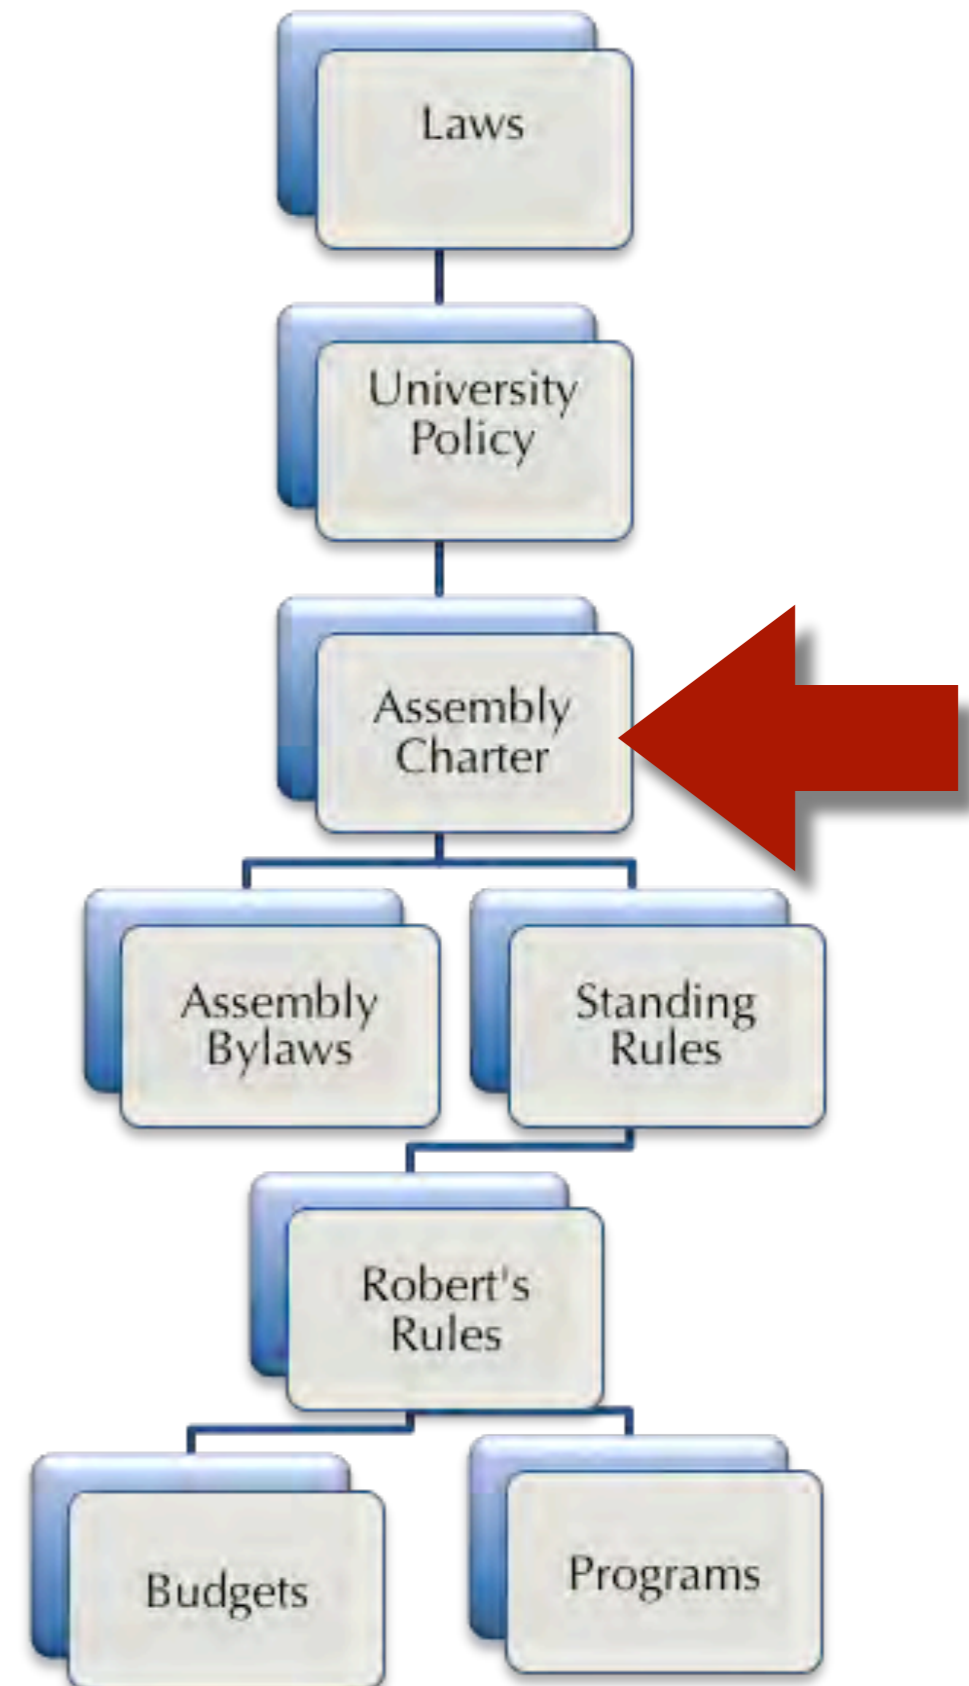 Laws
University
Policy
Assembly
Charter
Assembly
Bylaws
Standing
Rules
Robert's
Rules
Budgets
Programs